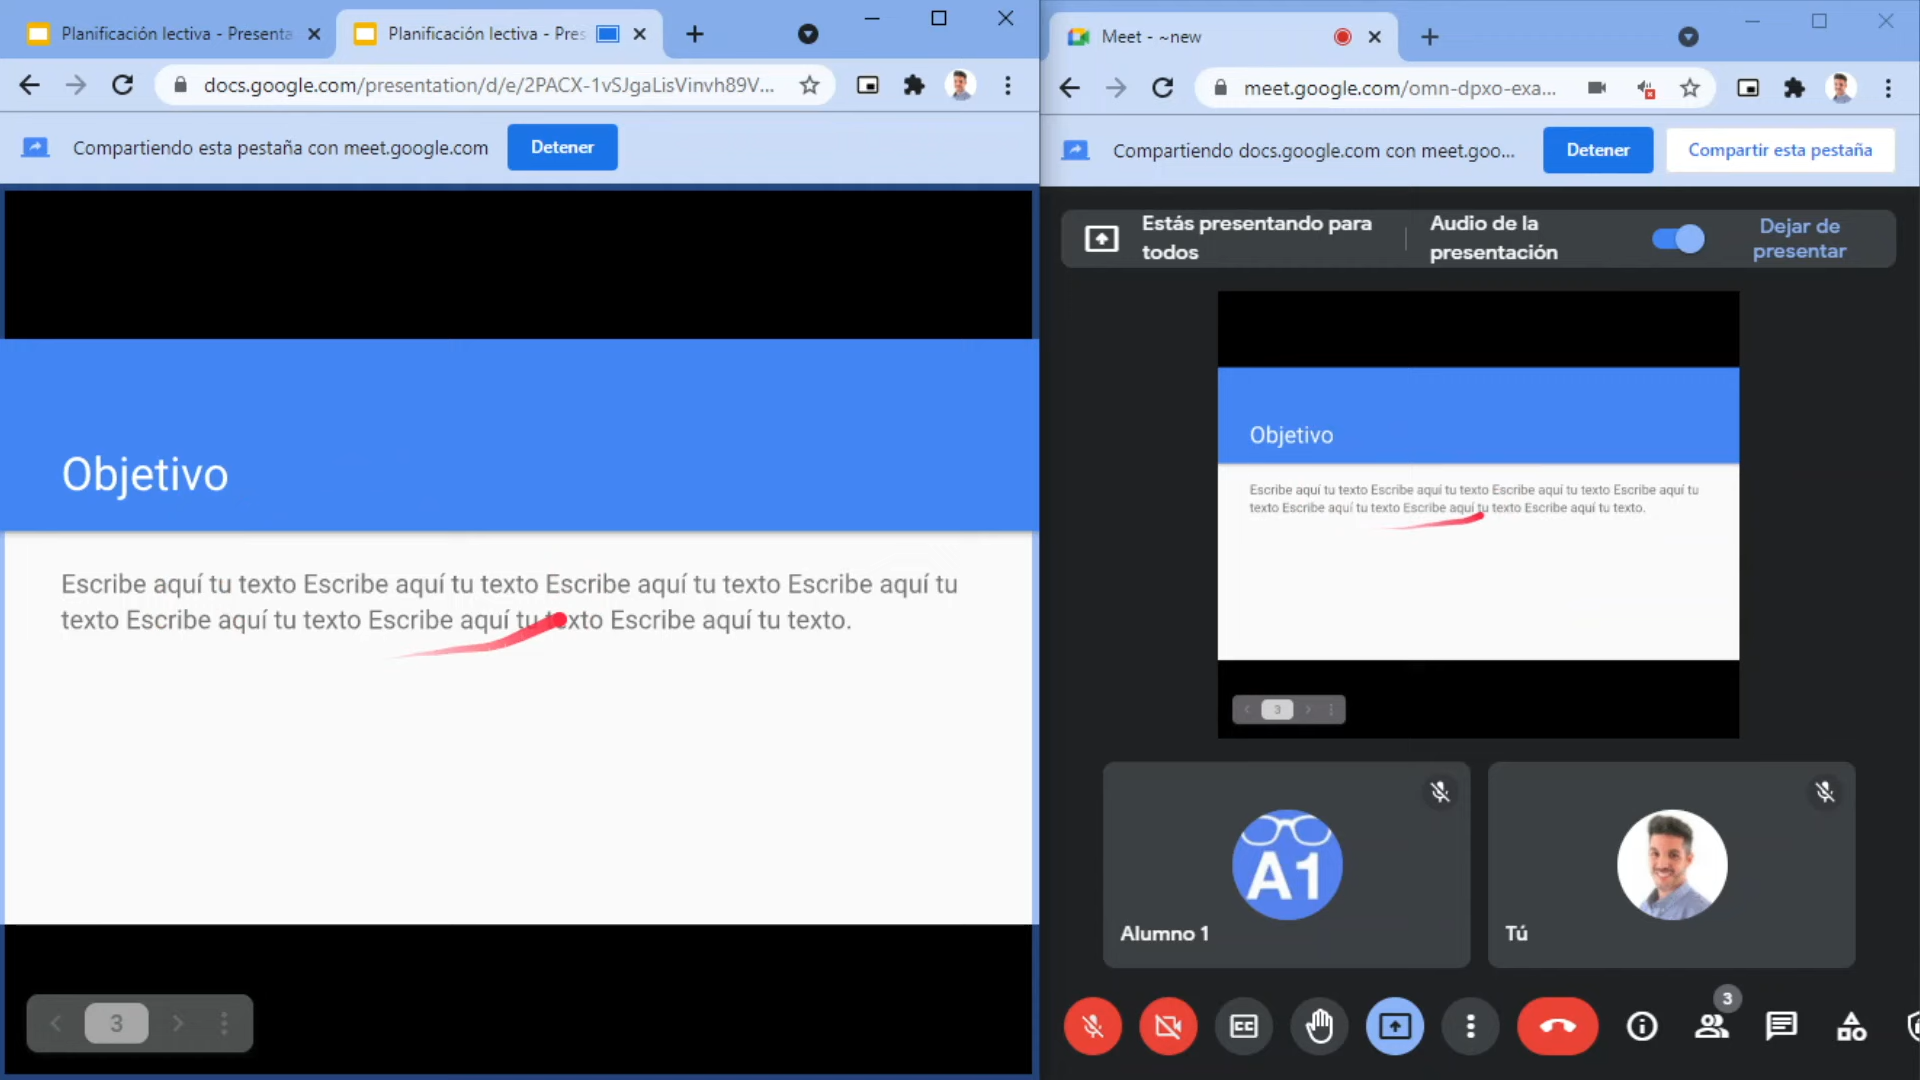 Planificación lectiva - Presenta
Planificación lectiva - Pres
docs.google.com/presentation/d/e/2PACX-1vSJgaLisVinvh89V...
Compartiendo esta pestaña con meet.google.com
Detener
Objetivo
Escribe aquí tu texto Escribe aquí tu texto Escribe aquí tu texto Escribe aquí tu
texto Escribe aquí tu texto Escribe aquí tu texto Escribe aquí tu texto.
3
Meet - ~new
meet.google.com/omn-dpxo-exa...
Compartiendo docs.google.com con meet.goo...
Detener
Compartir esta pestaña
Estás presentando para
todos
Audio de la
presentación
Dejar de
presentar
Objetivo
Escribe aquí tu texto Escribe aquí tu texto Escribe aquí tu texto Escribe aquí tu
texto Escribe aquí tu texto Escribe aquí tu texto Escribe aquí tu texto.
3
A1
Alumno 1
Tú
CC
3